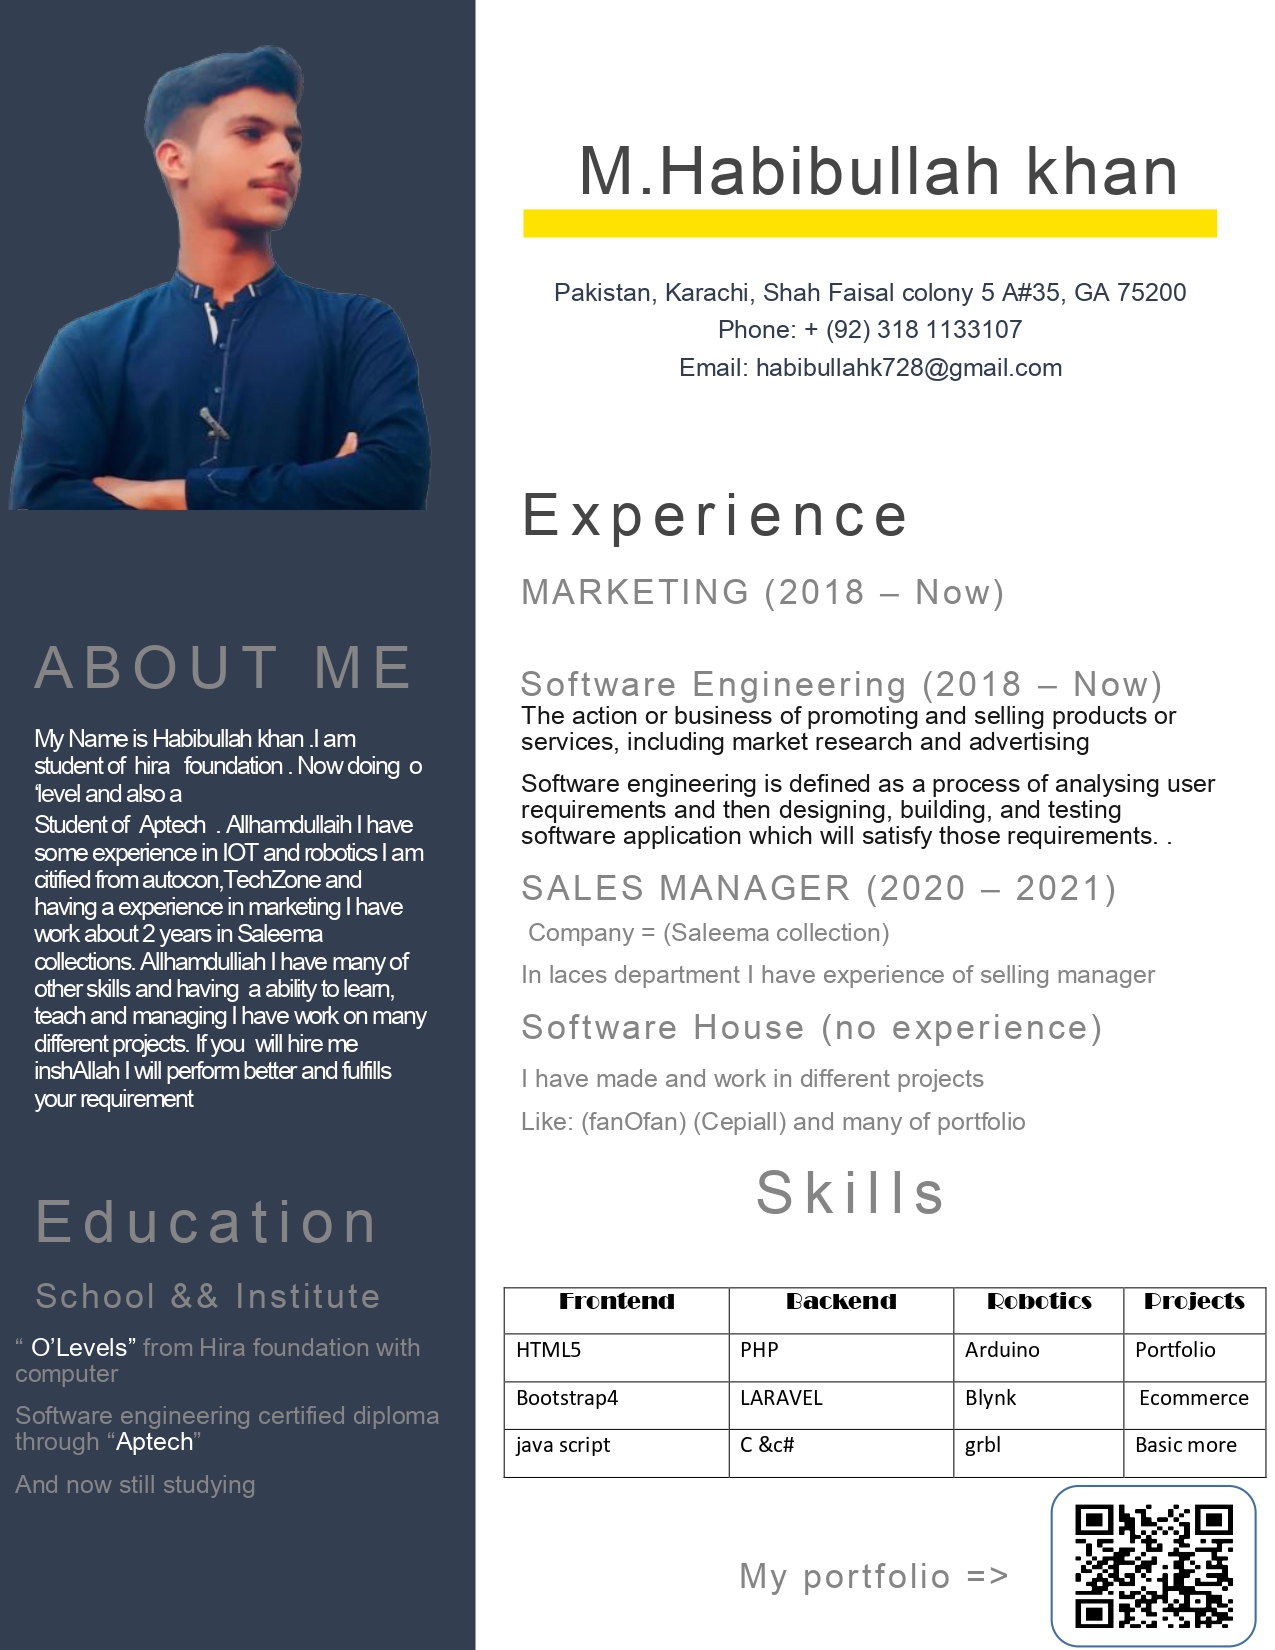 M.Habibullah khan
Pakistan, Karachi, Shah Faisal colony 5 A#35, GA 75200
Phone: + (92) 318 1133107
Email: habibullahk728@gmail.com
ABOUT ME
My Name is Habibullah khan .I am
student of hira foundation . Now doing o
‘level and also a
Student of Aptech . Allhamdullaih I have
some experience in IOT and robotics I am
citified from autocon,TechZone and
having a experience in marketing I have
work about 2 years in Saleema
collections. Allhamdulliah I have many of
other skills and having a ability to learn,
teach and managing I have work on many
different projects. If you will hire me
inshAllah I will perform better and fulfills
your requirement
Education
School && Institute
“ O’Levels” from Hira foundation with
computer
Software engineering certified diploma
through “Aptech”
And now still studying
Experience
MARKETING (2018 – Now)
Software Engineering (2018 – Now)
The action or business of promoting and selling products or
services, including market research and advertising
Software engineering is defined as a process of analysing user
requirements and then designing, building, and testing
software application which will satisfy those requirements. .
SALES MANAGER (2020 – 2021)
Company = (Saleema collection)
In laces department I have experience of selling manager
Software House (no experience)
I have made and work in different projects
Like: (fanOfan) (Cepiall) and many of portfolio
Skills
Frontend Backend Robotics Projects
HTML5 PHP Arduino Portfolio
Bootstrap4 LARAVEL Blynk Ecommerce
java script C &c# grbl Basic more
My portfolio =>